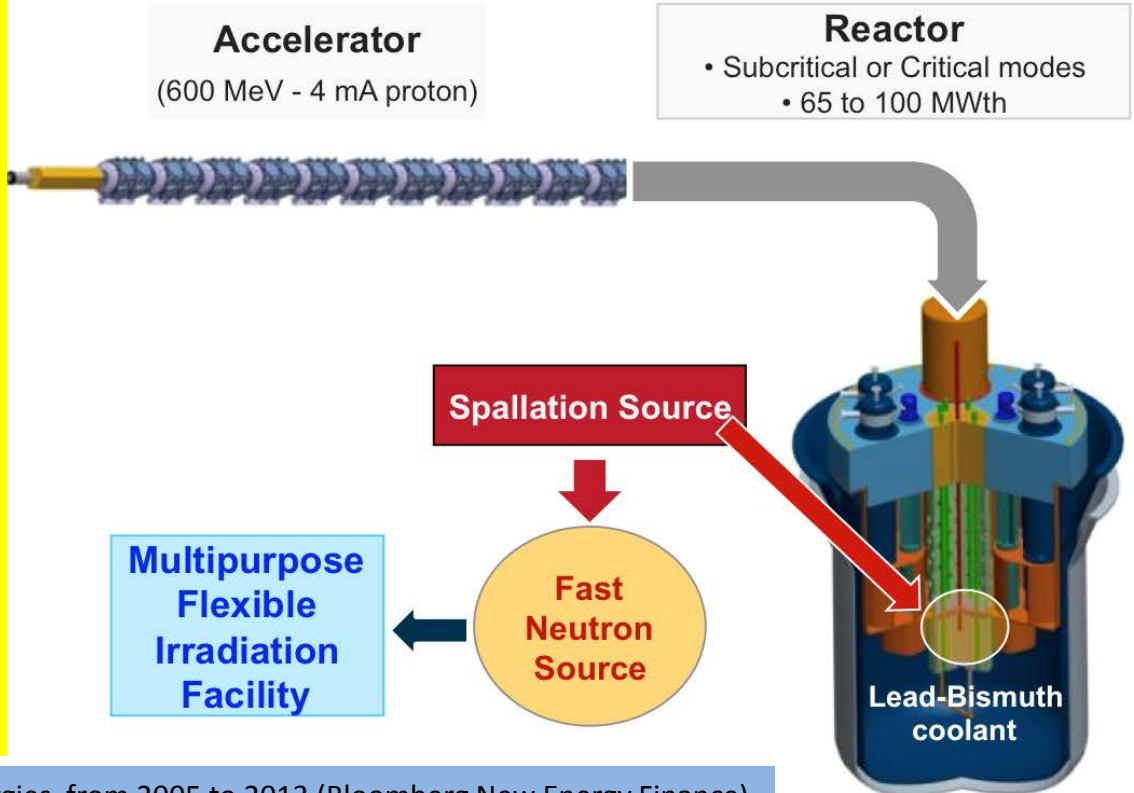 Accelerator
(600 MeV - 4 mA proton)
Reactor
• Subcritical or Critical modes
• 65 to 100 MWth
Spallation Source
Multipurpose
Flexible
Irradiation
Facility
Fast
Neutron
Source
Lead-Bismuth
coolant
from 2005 to 2013 (Bloomberg New Energy Finance)